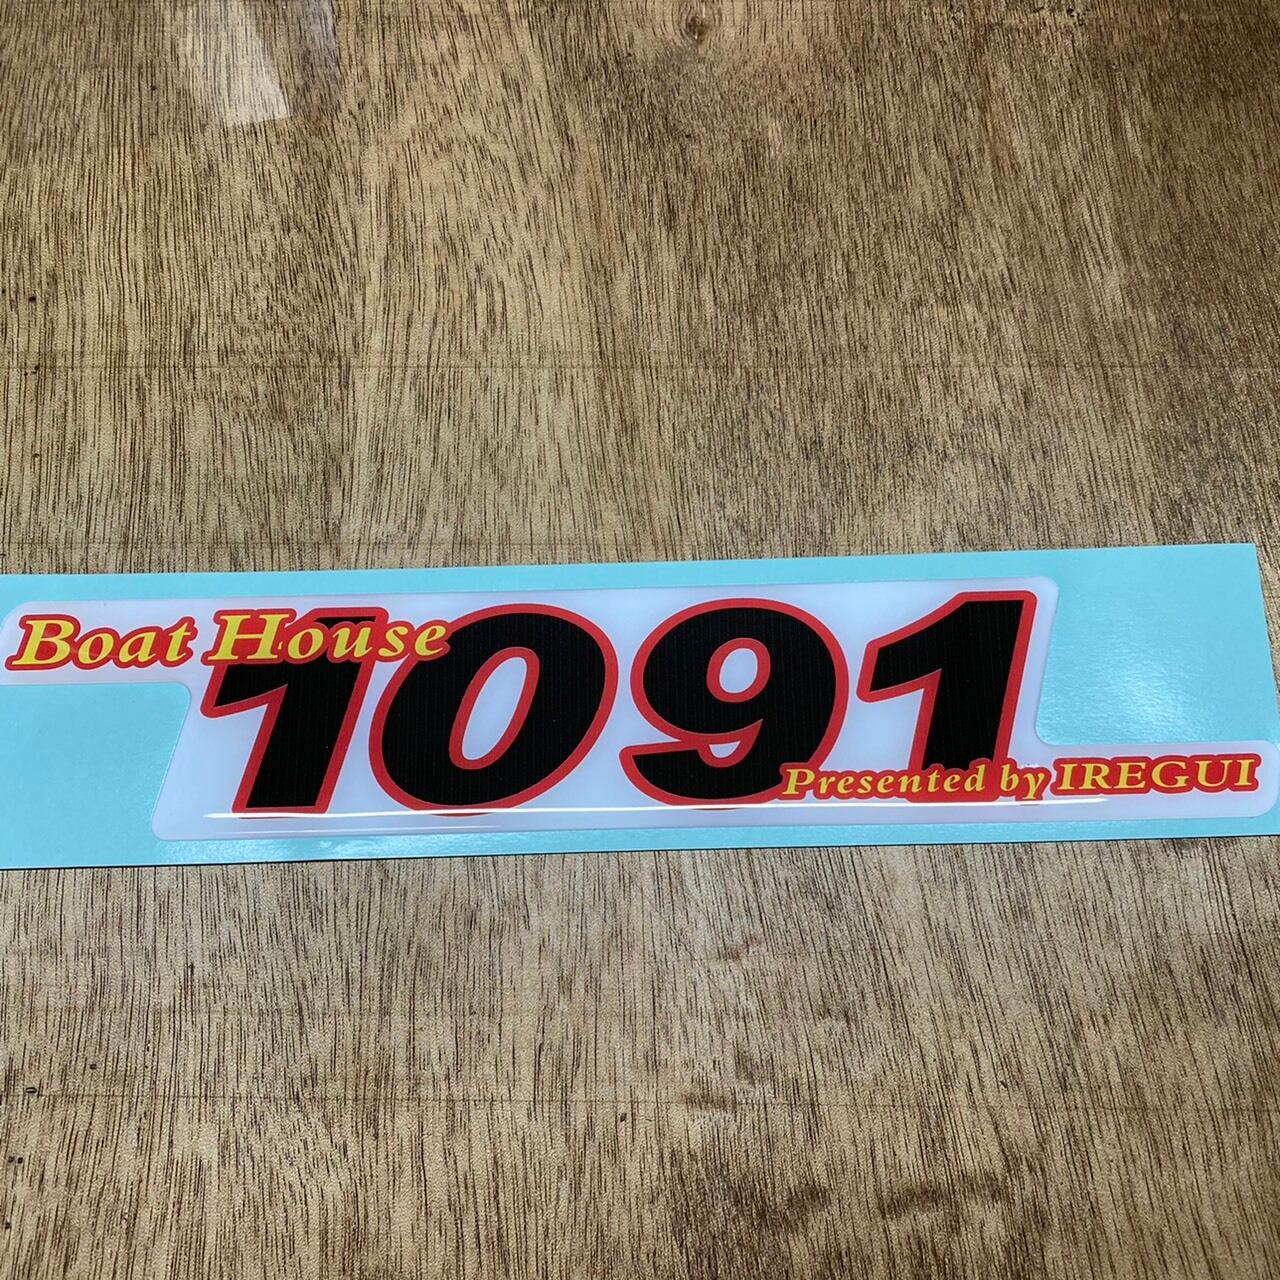 Boat House
1091
Presented by IREGUI